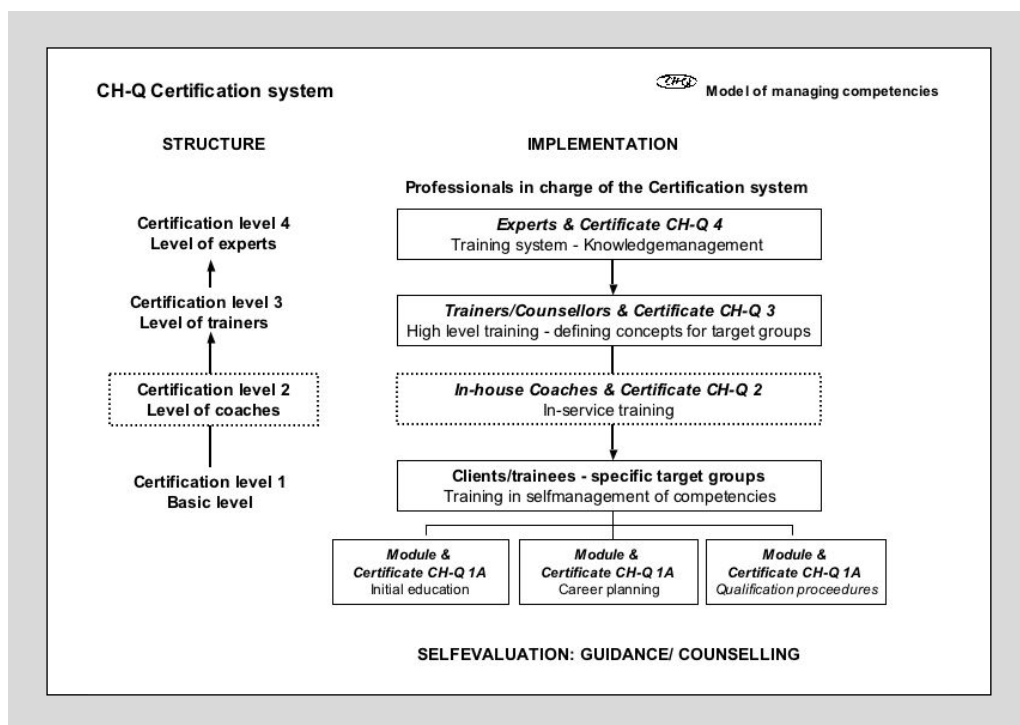 CH-Q Certification system
CH-Q
Model of managing competencies
STRUCTURE
IMPLEMENTATION
Professionals in charge of the Certification system
Certification level 4
Level of experts
Experts & Certificate CH-Q 4
Training system - Knowledgemanagement
Certification level 3
Level of trainers
Trainers/Counsellors & Certificate CH-Q 3
High level training - defining concepts for target groups
Certification level 2
Level of coaches
In-house Coaches & Certificate CH-Q 2
In-service training
Certification level 1
Basic level
Clients/trainees - specific target groups
Training in selfmanagement of competencies
Module &
Certificate CH-Q 1A
Initial education
Module &
Certificate CH-Q 1A
Career planning
Module &
Certificate CH-Q 1A
Qualification proceedures
SELFEVALUATION: GUIDANCE/ COUNSELLING